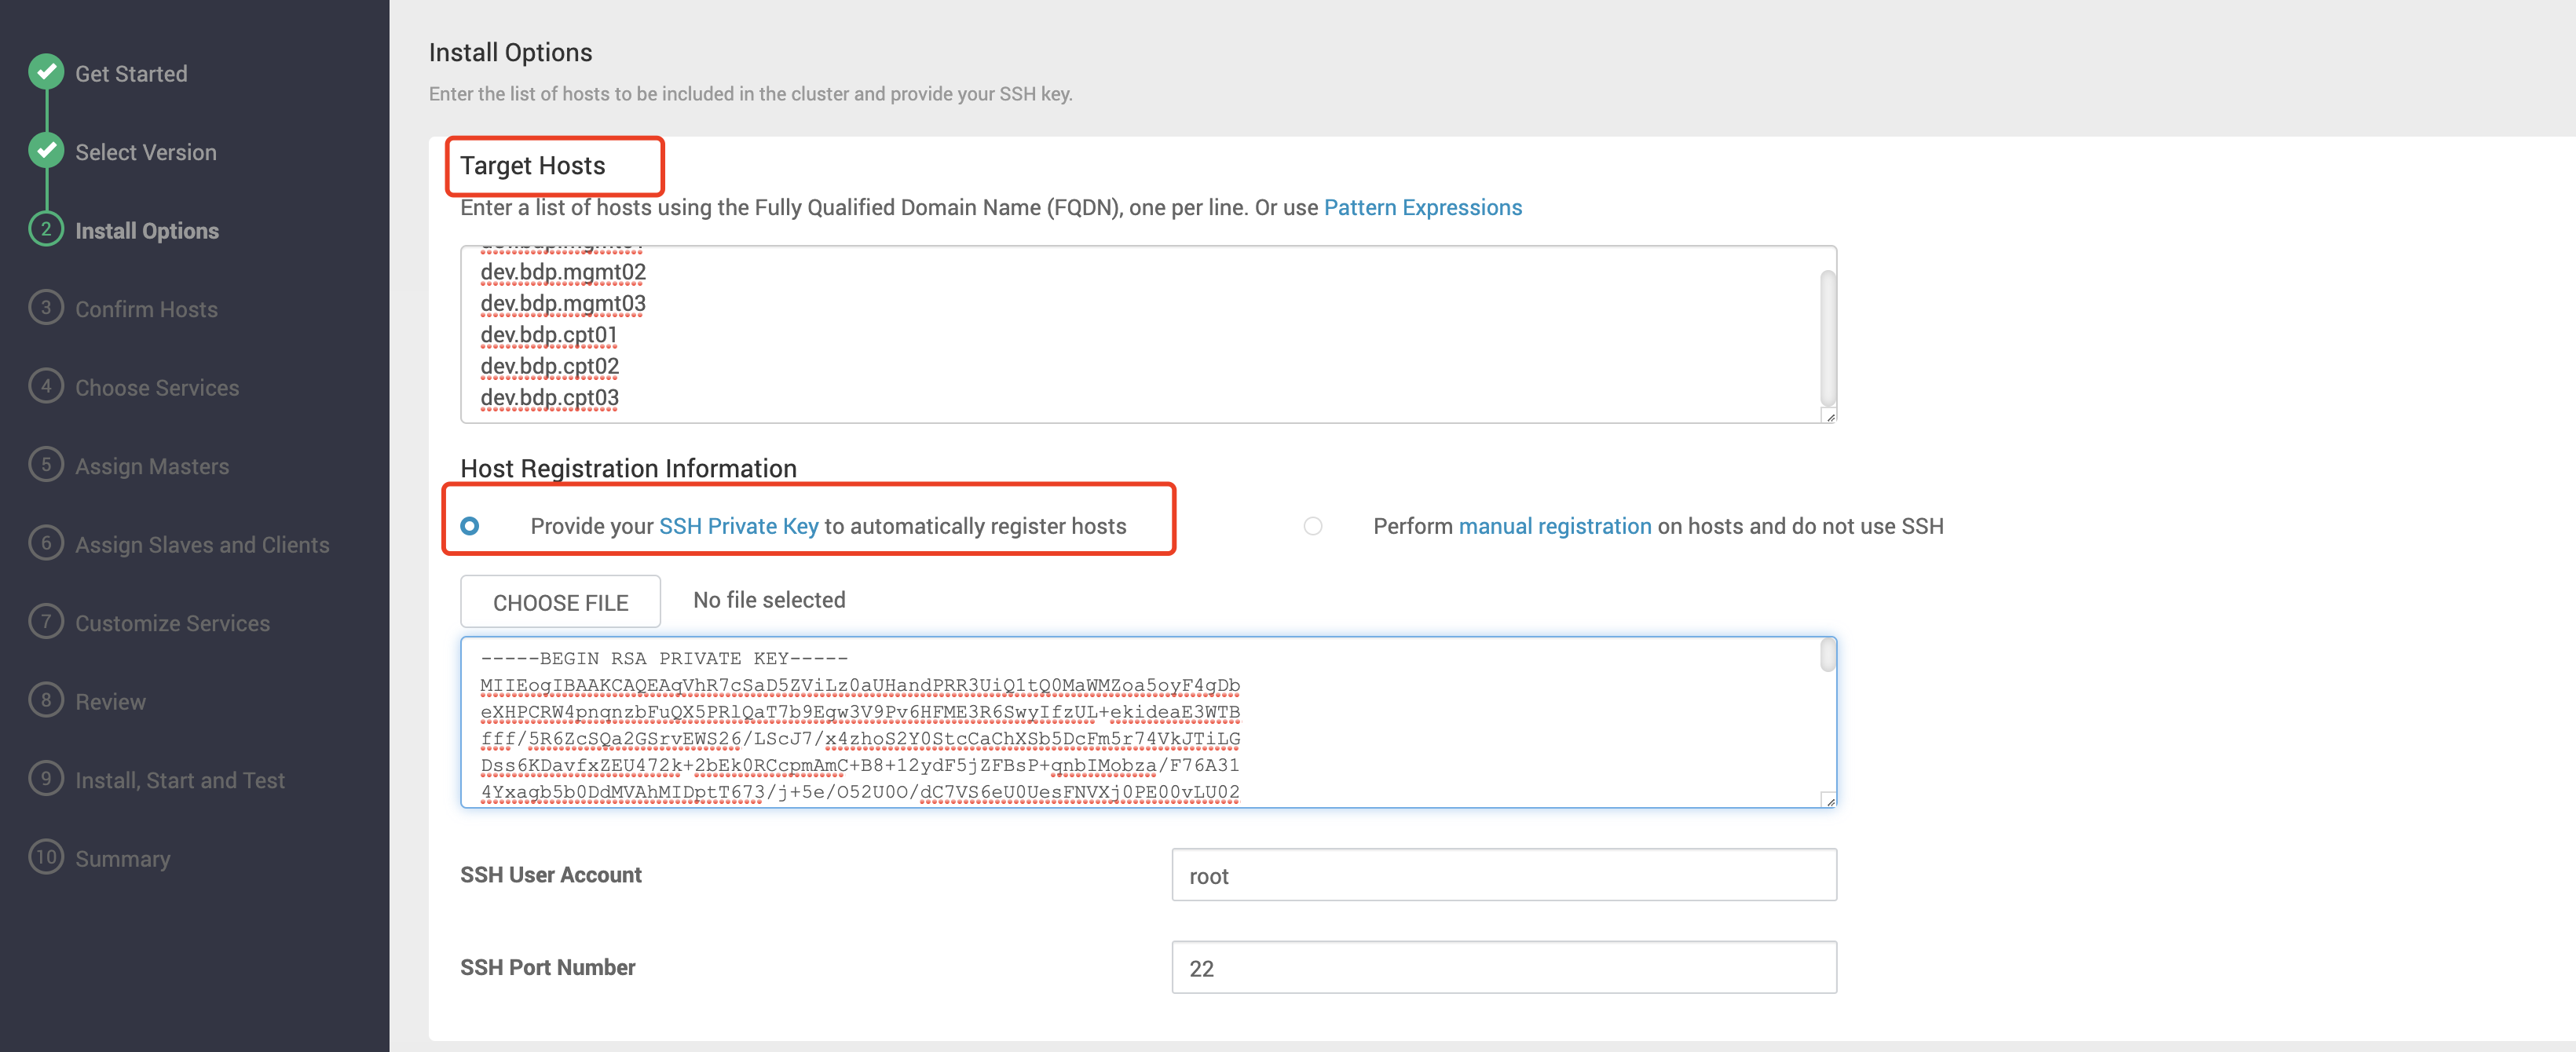 Get Started
Select Version
2 Install Options
3 Confirm Hosts
4 Choose Services
5 Assign Masters
6 Assign Slaves and Clients
7 Customize Services
8 Review
9 Install, Start and Test
10 Summary
Install Options
Enter the list of hosts to be included in the cluster and provide your SSH key.
Target Hosts
Enter a list of hosts using the Fully Qualified Domain Name (FQDN), one per line. Or use Pattern Expressions
dev.bdp.mgmt02
dev.bdp.mgmt03
dev.bdp.cpt01
dev.bdp.cpt02
dev.bdp.cpt03
Host Registration Information
Provide your SSH Private Key to automatically register hosts
Perform manual registration on hosts and do not use SSH
CHOOSE FILE
No file selected
-----BEGIN RSA PRIVATE KEY-----
MIIEogIBAAKCAQEAqVhR7cSaD5ZViLz0aUHandPRR3UiQ1tQ0MaWMZoa5oyF4gDb
eXHPCRW4pnqnzbFuQX5PRlQaT7b9Egw3V9Pv6HFME3R6SwyIfzUL+ekideaE3WTB
fff/5R6ZcSQa2GSrvEWS26/LScJ7/x4zhoS2Y0StcCaChXSb5DcFm5r74VkJTiLG
Dss6KDavfxZEU472k+2bEk0RCcpmAmC+B8+12ydF5jZFBsP+qnbIMobza/F76A31
4Yxagb5b0DdMVAhMIDptT673/j+5e/O52U0O/dC7VS6eU0UesFNVXj0PE00vLU02
SSH User Account
root
SSH Port Number
22